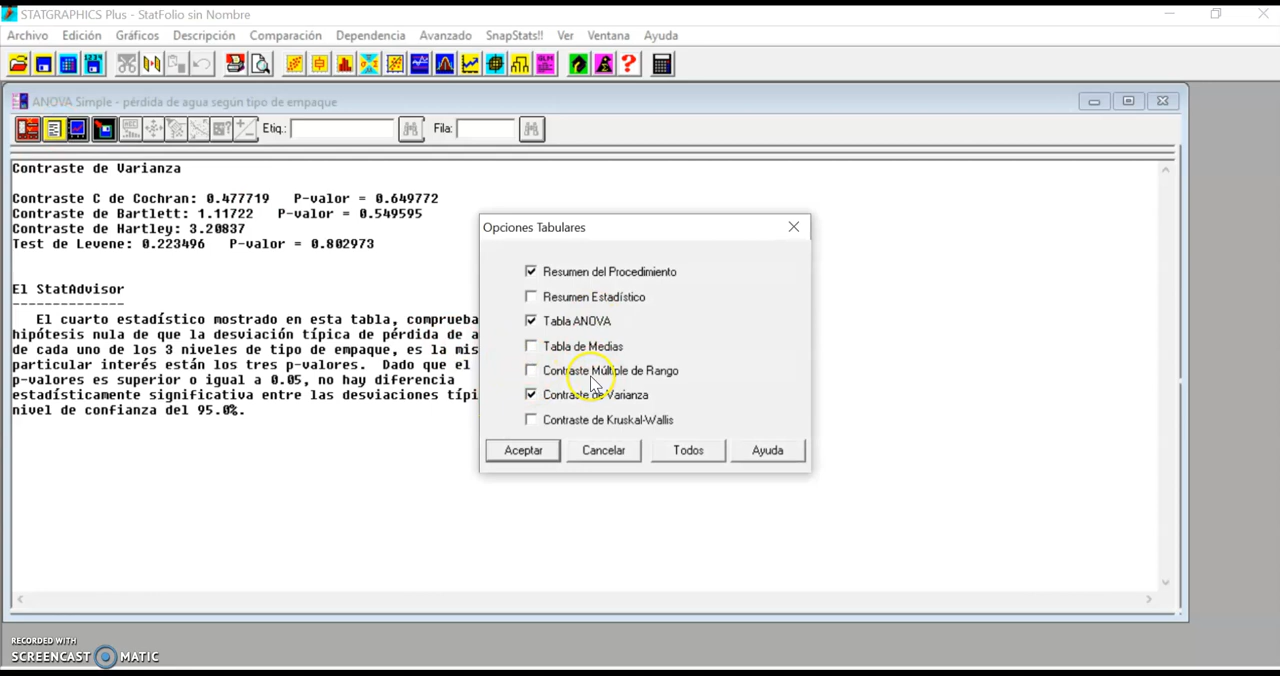 STATGRAPHICS Plus - StatFolio sin Nombre
Archivo Edición Gráficos Descripción Comparación Dependencia Avanzado SnapStats!! Ver Ventana Ayuda
ANOVA Simple - pérdida de agua según tipo de empaque
Etiq.: Fila:
Contraste de Varianza
Contraste C de Cochran: 0.477719 P-valor = 0.649772
Contraste de Bartlett: 1.11722 P-valor = 0.549595
Contraste de Hartley: 3.20837
Test de Levene: 0.223496 P-valor = 0.802973
El StatAdvisor
--------------
El cuarto estadístico mostrado en esta tabla, comprueba
hipótesis nula de que la desviación típica de pérdida de a
de cada uno de los 3 niveles de tipo de empaque, es la mis
particular interés están los tres p-valores. Dado que el
p-valores es superior o igual a 0.05, no hay diferencia
estadísticamente significativa entre las desviaciones típi
nivel de confianza del 95.0%.
Opciones Tabulares
Resumen del Procedimiento
Resumen Estadístico
Tabla ANOVA
Tabla de Medias
Contraste Múltiple de Rango
Contraste de Varianza
Contraste de Kruskal-Wallis
Aceptar Cancelar Todos Ayuda
RECORDED WITH
SCREENCAST MATIC